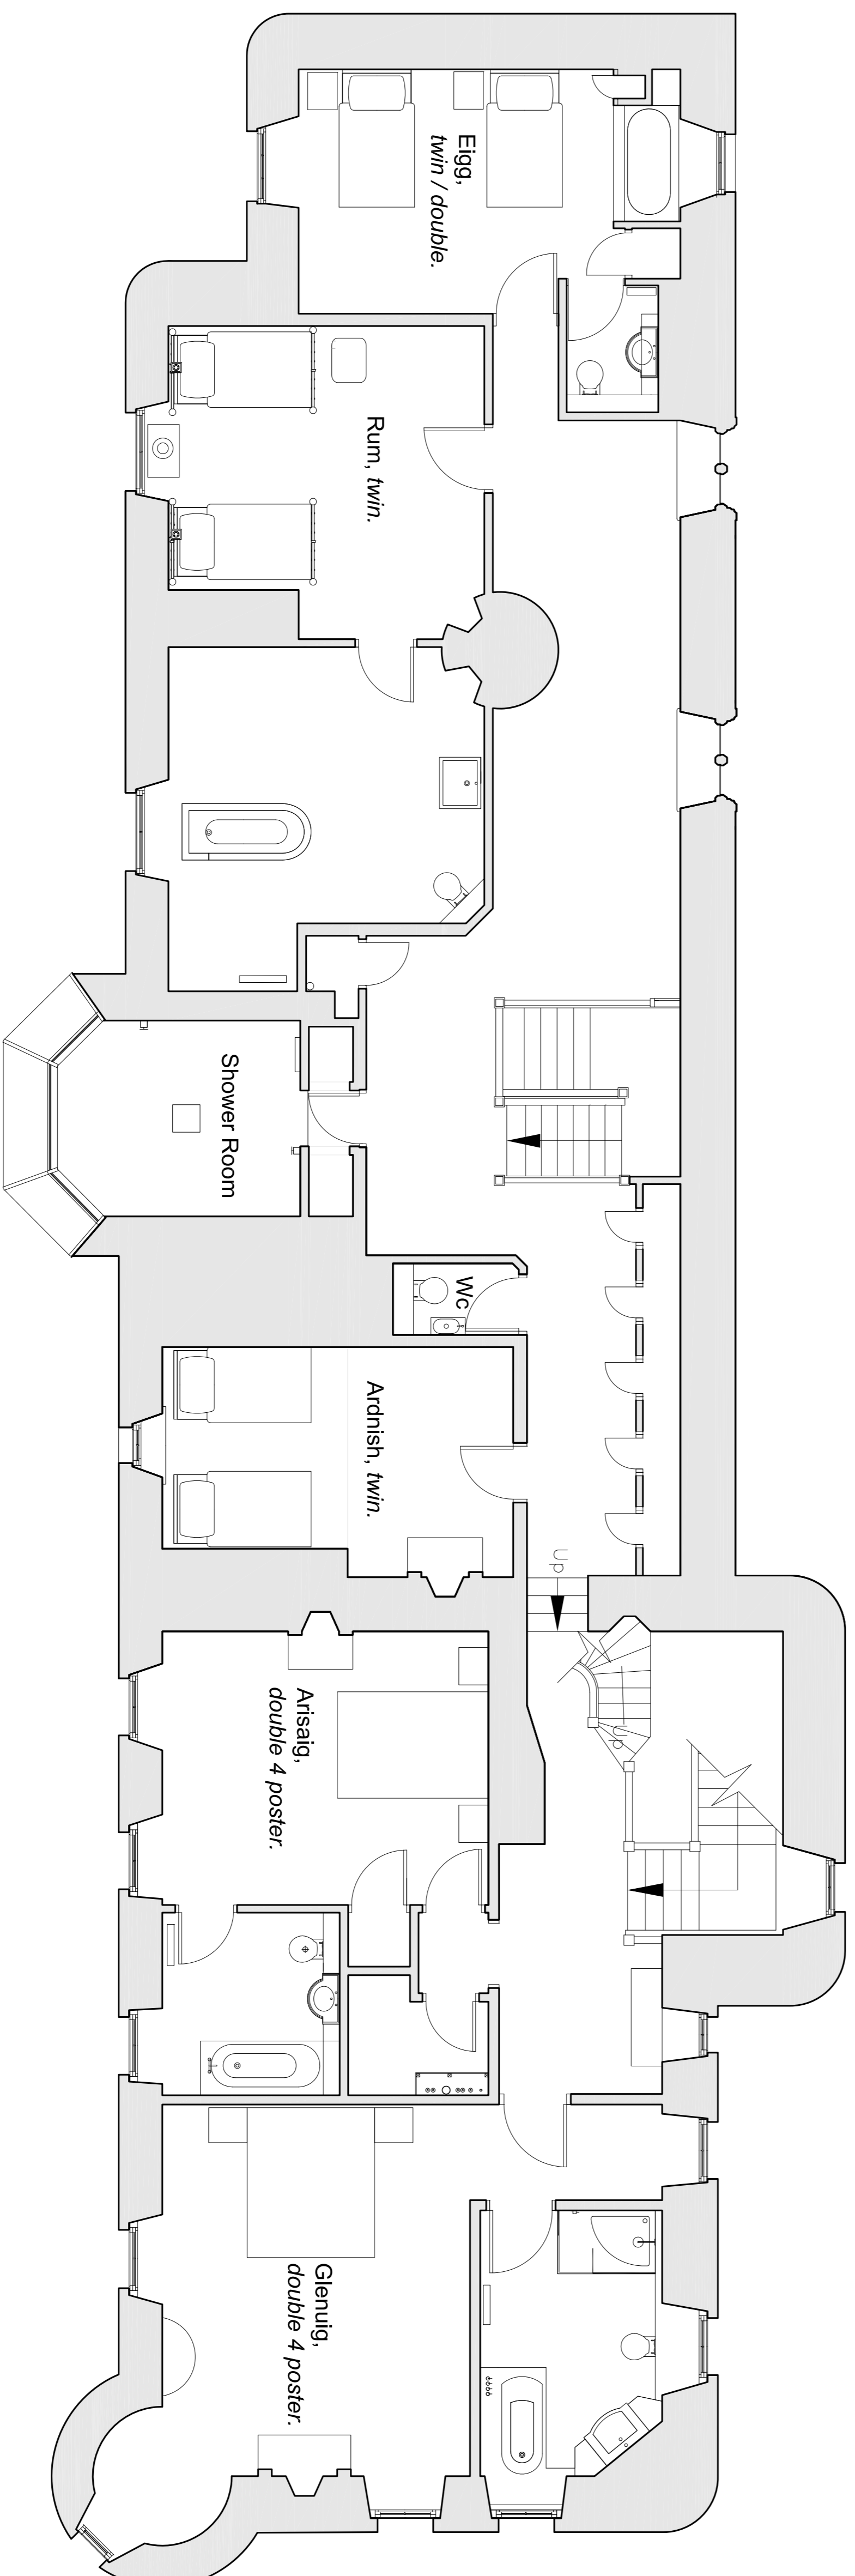 Eigg,
twin / double.
Rum, twin.
Shower Room
Wc
Ardnish, twin.
Up
Arisaig,
double 4 poster.
up
Glenuig,
double 4 poster.